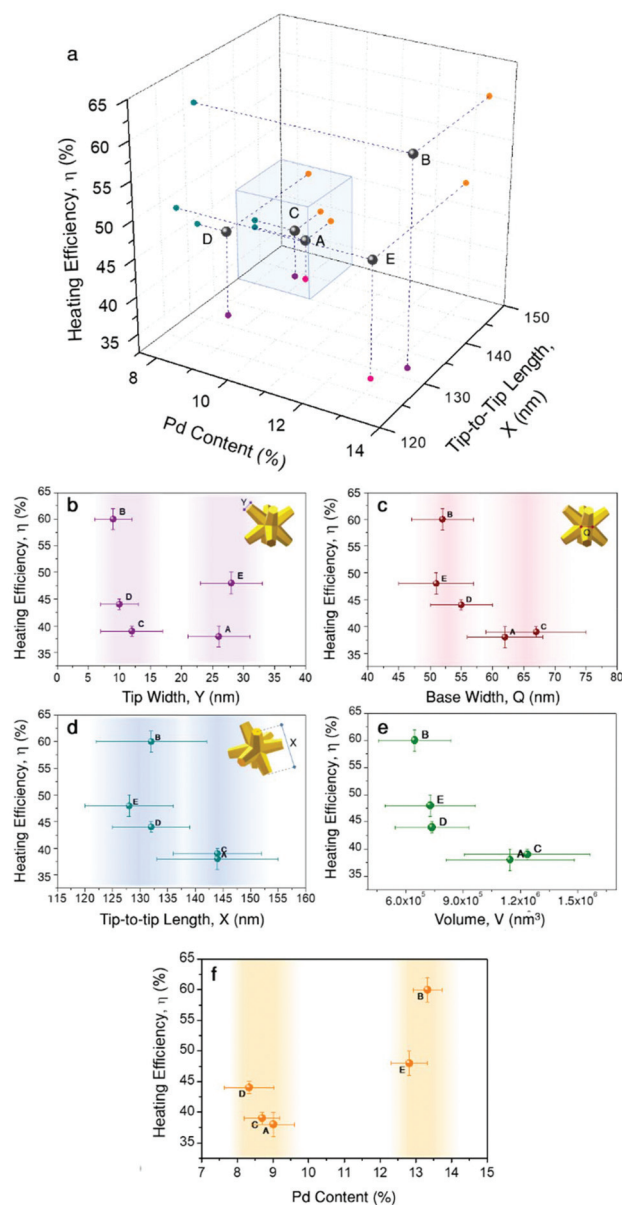 a
Heating Efficiency, η (%)
65
60
55
50
45
40
35
8
10
12
14
Pd Content (%)
120
130
140
150
Tip-to-Tip Length,
X (nm)
B
C
D
A
E
b
Heating Efficiency, η (%)
65
60
55
50
45
40
35
B
E
D
C
A
Y
0 10 20 30 40 50 60
Tip Width, Y (nm)
c
Heating Efficiency, η (%)
65
60
55
50
45
40
35
B
E
D
A
C
Q
40 45 50 55 60 65 70 75 80
Base Width, Q (nm)
d
Heating Efficiency, η (%)
65
60
55
50
45
40
35
B
E
D
C
A
X
115 120 125 130 135 140 145 150 155 160
Tip-to-tip Length, X (nm)
e
Heating Efficiency, η (%)
65
60
55
50
45
40
35
B
E
D
A
C
6.0x10⁵ 9.0x10⁵ 1.2x10⁶ 1.5x10⁶
Volume, V (nm³)
f
Heating Efficiency, η (%)
65
60
55
50
45
40
35
B
E
D
C
A
7 8 9 10 11 12 13 14 15
Pd Content (%)